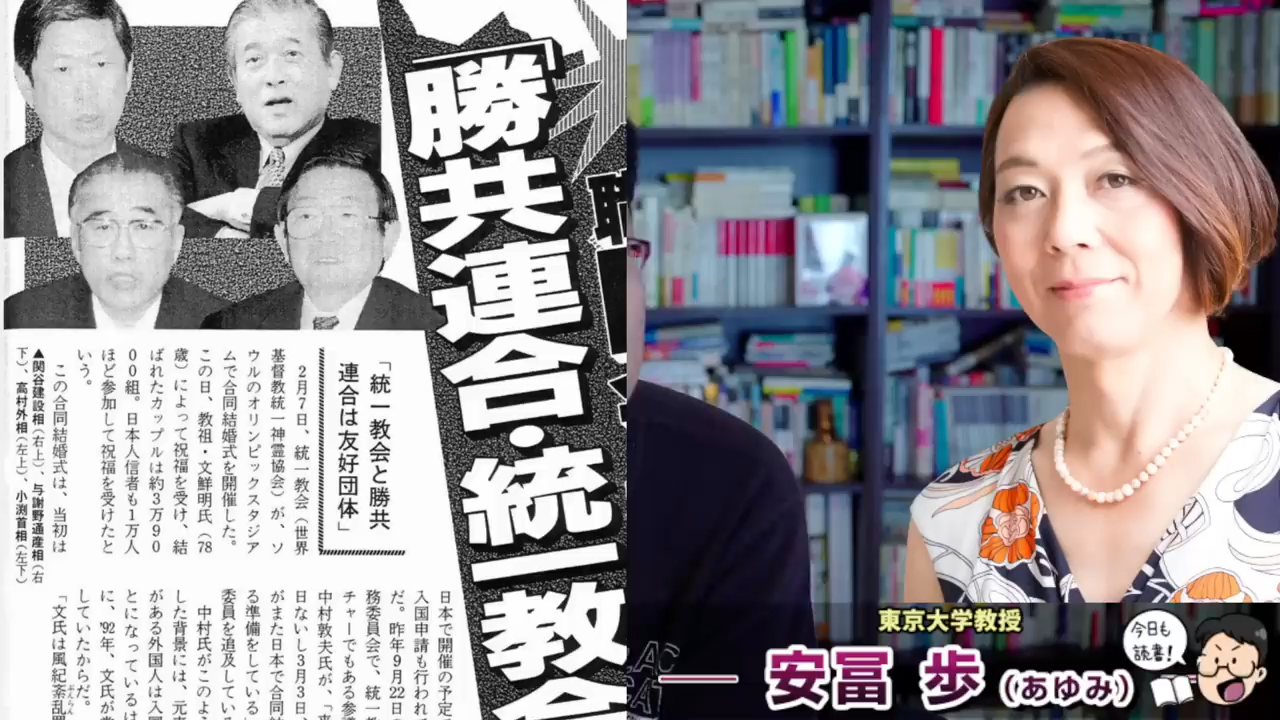 「勝共連合・統一教会
「統一教会と勝共
連合は友好団体」
２月７日、統一教会（世界
基督教統一神霊協会）が、ソ
ウルのオリンピックスタジア
ムで合同結婚式を開催した。
この日、教祖・文鮮明氏（78
歳）によって祝福を受け、結
ばれたカップルは約３万９０
００組。日本人信者も１万人
ほど参加して祝福を受けたと
いう。
この合同結婚式は、当初は
▲関谷建設相（右上）、与謝野通産相（右
下）、高村外相（左上）、小渕首相（左下）
日本で開催の予定で
入国申請も行われて
だ。昨年９月22日の
務委員会で、統一教
チャーでもある参議
中村敦夫氏が、「
日ないし３月３日、
がまた日本で合同結
る準備をしている」
委員を追及している
中村氏がこのよう
した背景には、元
がある外国人は入国
とになっているは
に、'92年、文氏が
していたからだ。
「文氏は風紀紊乱罪
東京大学教授
安冨 歩（あゆみ）
今日も
読書！